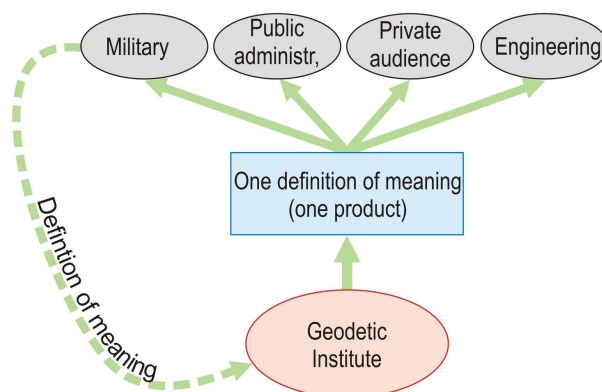 Military
Public
administr,
Private
audience
Engineering
One definition of meaning
(one product)
Defintion of meaning
Geodetic
Institute